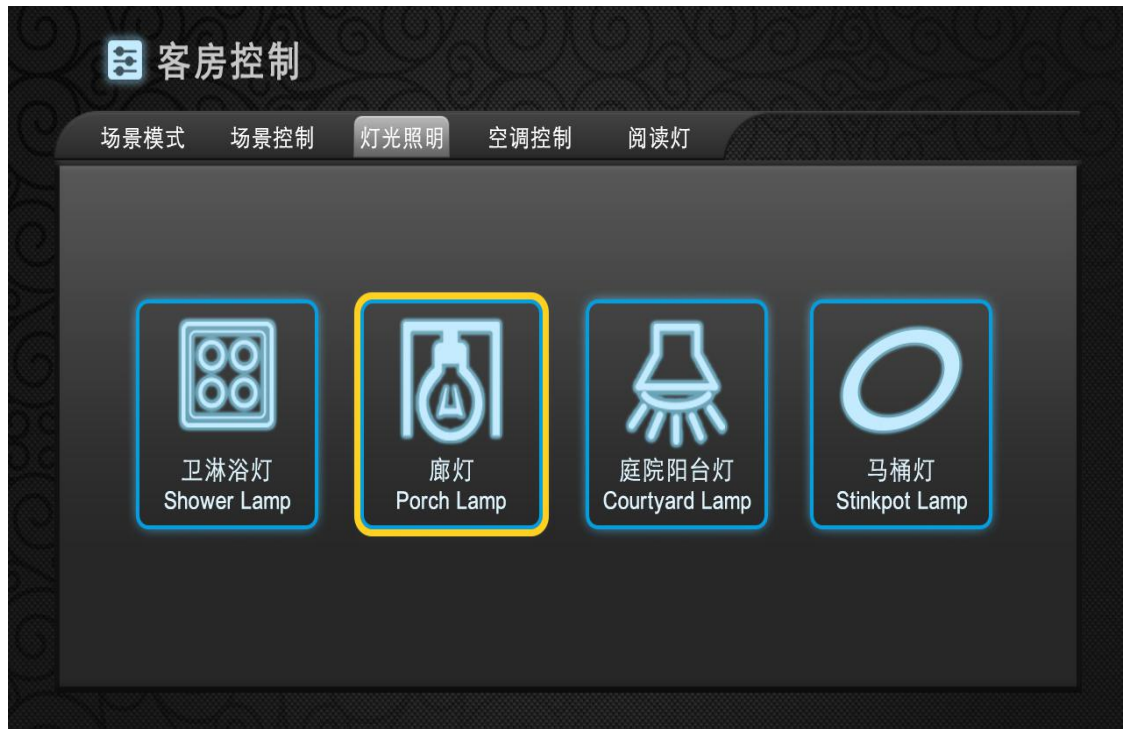 客房控制
场景模式 场景控制 灯光照明 空调控制 阅读灯
卫淋浴灯
Shower Lamp
廊灯
Porch Lamp
庭院阳台灯
Courtyard Lamp
马桶灯
Stinkpot Lamp